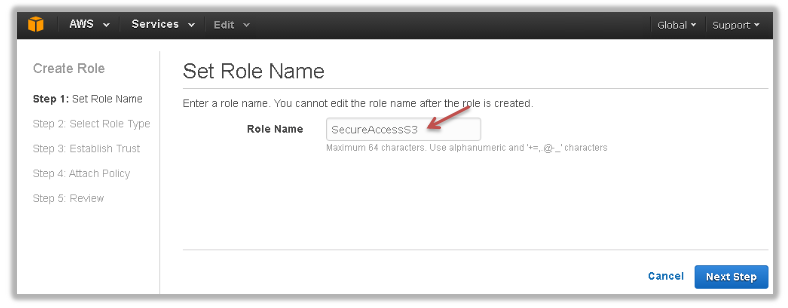 AWS Services Edit Global Support
Create Role
Step 1: Set Role Name
Step 2: Select Role Type
Step 3: Establish Trust
Step 4: Attach Policy
Step 5: Review
Set Role Name
Enter a role name. You cannot edit the role name after the role is created.
Role Name SecureAccessS3
Maximum 64 characters. Use alphanumeric and '+=, @-_' characters
Cancel Next Step